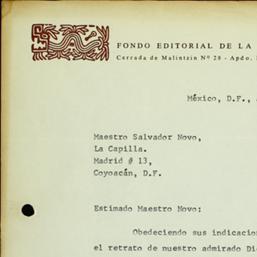 FONDO EDITORIAL DE LA
Cerrada de Malintzin Nº 28 - Apdo.
México, D.F.,
Maestro Salvador Novo,
La Capilla.
Madrid # 13,
Coyoacán, D.F.
Estimado Maestro Novo:
Obedeciendo sus indicacion
el retrato de nuestro admirado Di